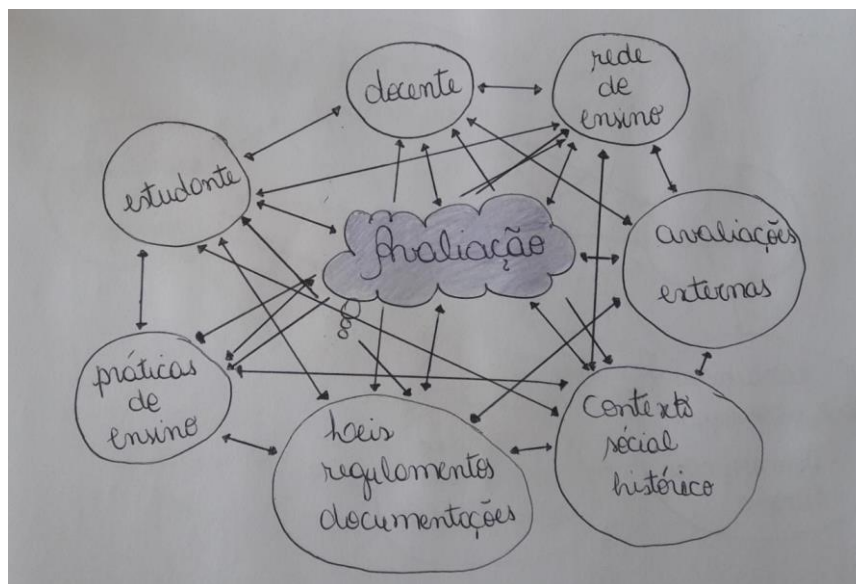 docente
rede
de
ensino
estudante
Avaliação
avaliações
externas
práticas
de
ensino
Leis
regulamentos
documentações
Contexto
social
histórico